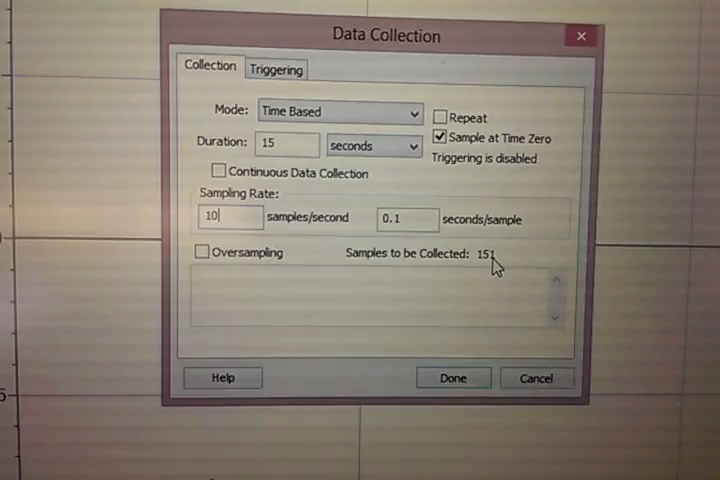 Data Collection
Collection Triggering
Mode: Time Based
Repeat
Duration: 15 seconds
Sample at Time Zero
Triggering is disabled
Continuous Data Collection
Sampling Rate:
10 samples/second 0.1 seconds/sample
Oversampling Samples to be Collected: 151
Help Done Cancel